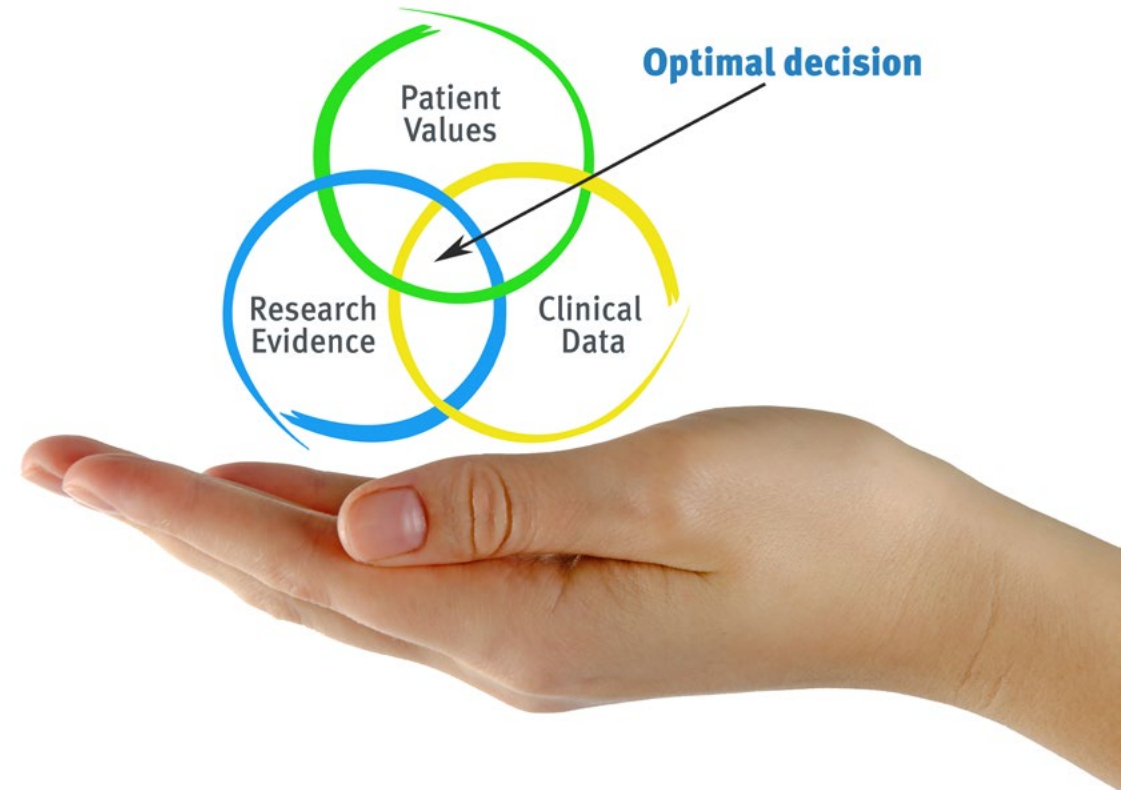 Optimal decision
Patient
Values
Research
Evidence
Clinical
Data